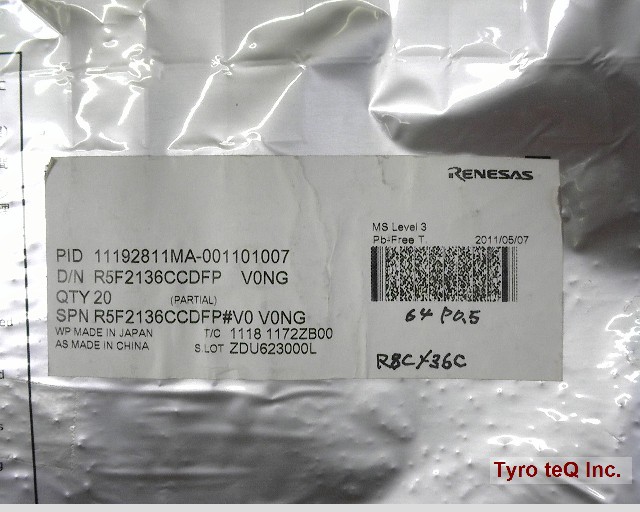 RENESAS
MS Level 3
Pb-Free T. 2011/05/07
PID 11192811MA-001101007
D/N R5F2136CCDFP V0NG
QTY 20 (PARTIAL)
SPN R5F2136CCDFP#V0 V0NG
WP MADE IN JAPAN T/C 1118 1172ZB00
AS MADE IN CHINA S.LOT ZDU623000L
64 P0.5
R8C/36C
Tyro teQ Inc.